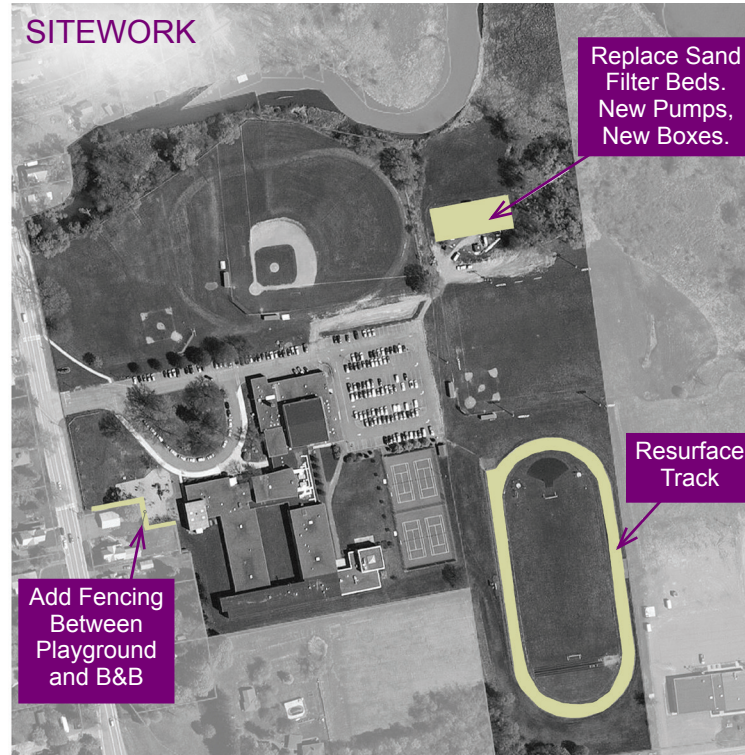 SITEWORK
Replace Sand
Filter Beds.
New Pumps,
New Boxes.
Resurface
Track
Add Fencing
Between
Playground
and B&B